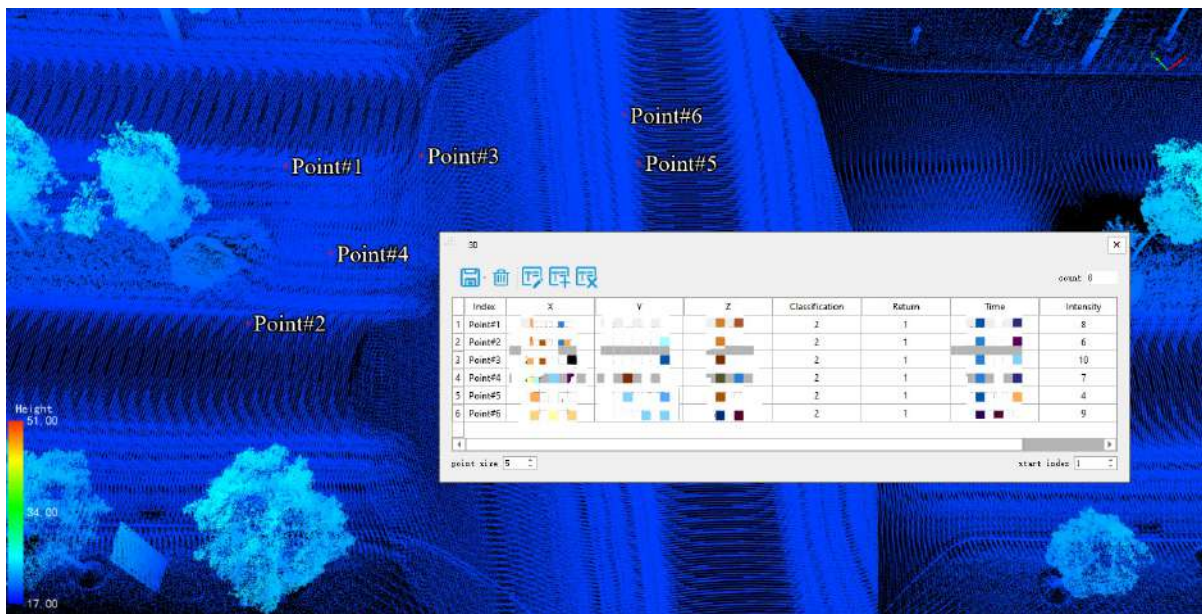 Point#6
Point#3
Point#1
Point#5
Point#4
Point#2
3D
count 6
Index X Y Z Classification Return Time Intensity
1 Point#1 2 1 8
2 Point#2 2 1 6
3 Point#3 2 1 10
4 Point#4 2 1 7
5 Point#5 2 1 4
6 Point#6 2 1 9
point size 5
start index 1
Height
51.00
34.00
17.00